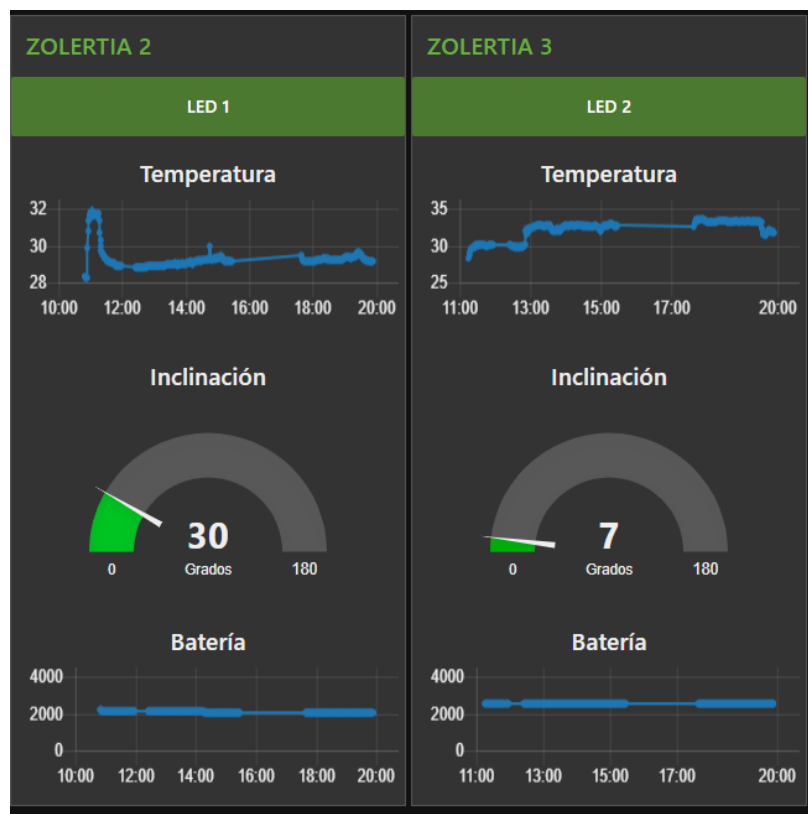 ZOLERTIA 2
LED 1
Temperatura
32
30
28
10:00 12:00 14:00 16:00 18:00 20:00
Inclinación
30
0 Grados 180
Batería
4000
2000
0
10:00 12:00 14:00 16:00 18:00 20:00
ZOLERTIA 3
LED 2
Temperatura
35
30
25
11:00 13:00 15:00 17:00 20:00
Inclinación
7
0 Grados 180
Batería
4000
2000
0
11:00 13:00 15:00 17:00 20:00